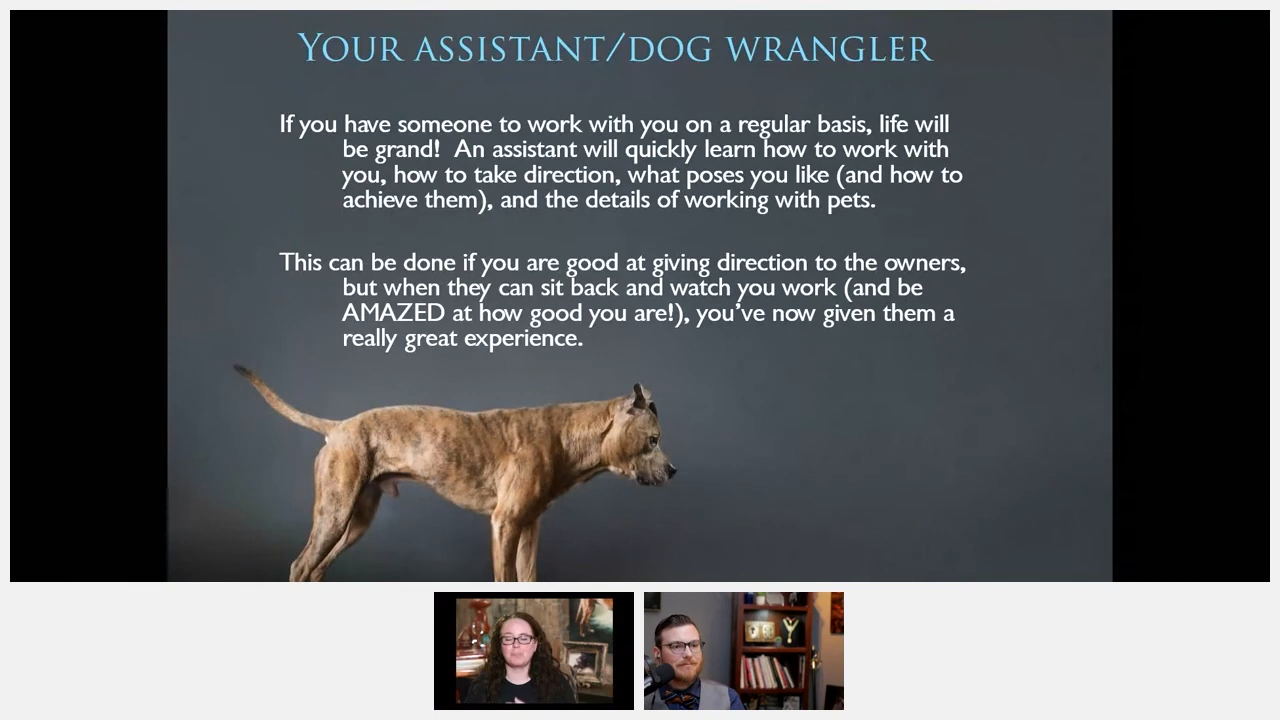 YOUR ASSISTANT/DOG WRANGLER
If you have someone to work with you on a regular basis, life will
be grand!  An assistant will quickly learn how to work with
you, how to take direction, what poses you like (and how to
achieve them), and the details of working with pets.
This can be done if you are good at giving direction to the owners,
but when they can sit back and watch you work (and be
AMAZED at how good you are!), you’ve now given them a
really great experience.